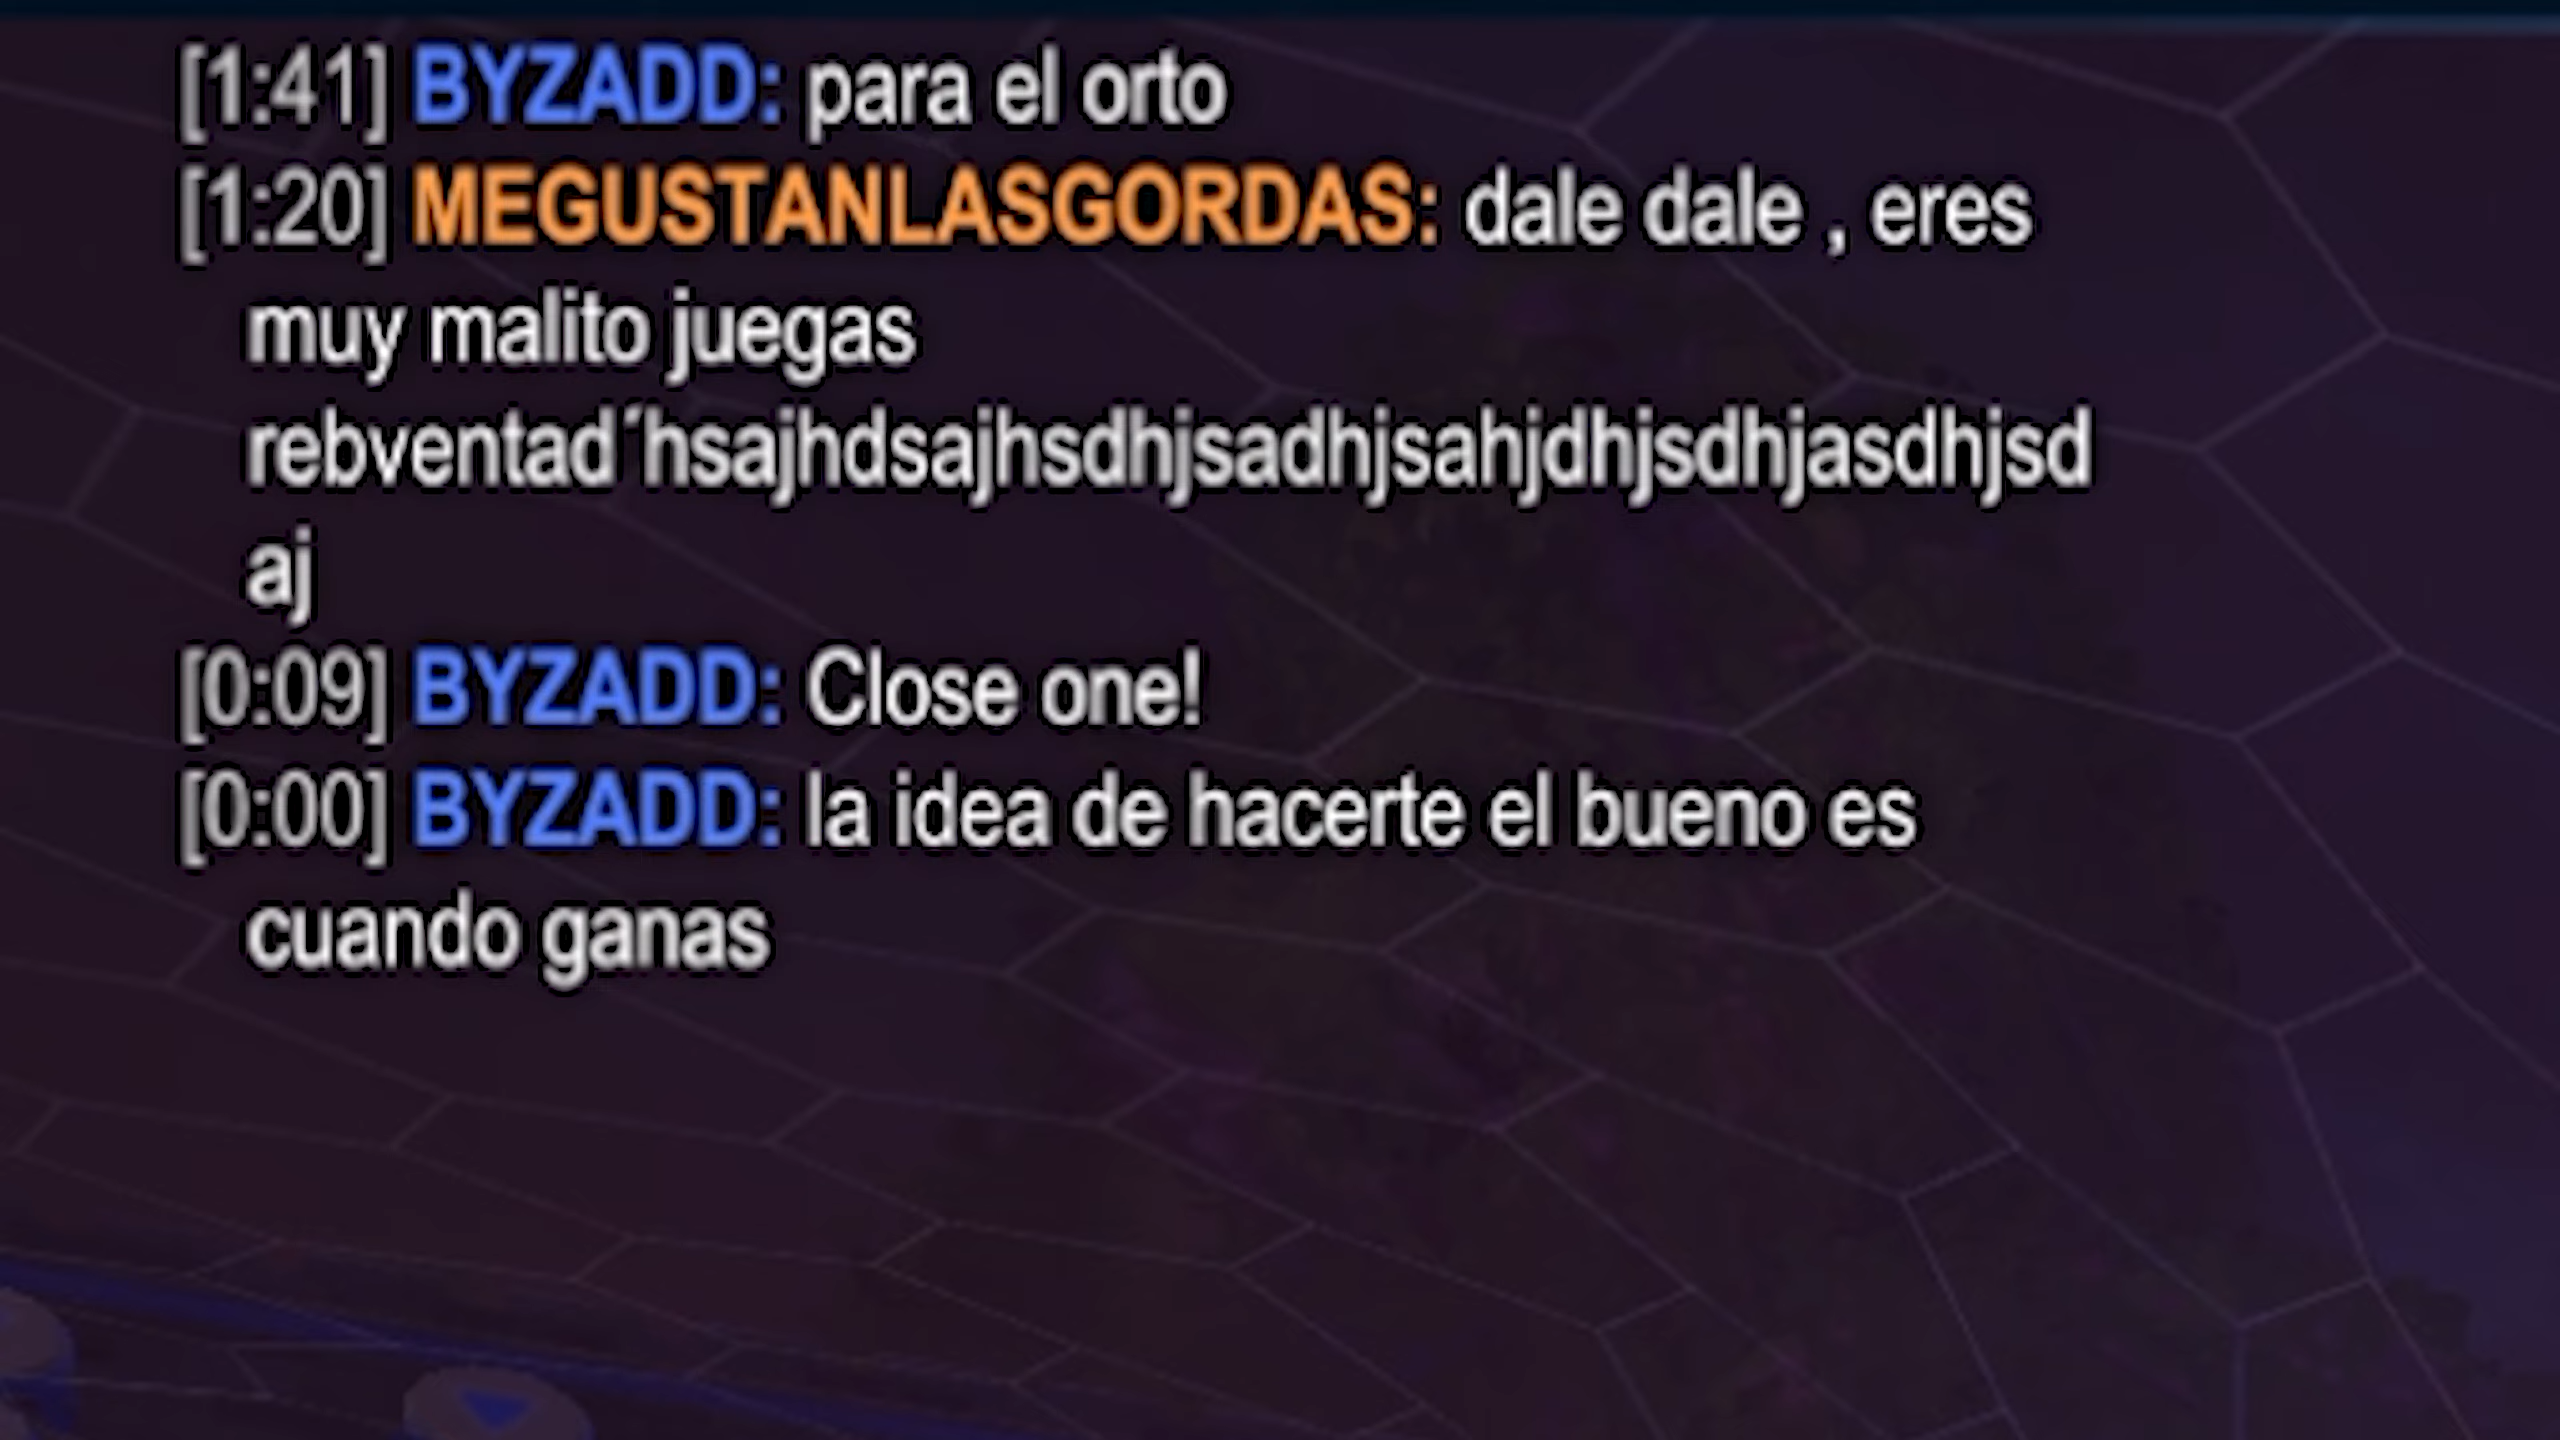 [1:41] BYZADD: para el orto
[1:20] MEGUSTANLASGORDAS: dale dale , eres
muy malito juegas
rebventad´hsajhdsajhsdhjsadhjsahjdhjsdhjasdhjsd
aj
[0:09] BYZADD: Close one!
[0:00] BYZADD: la idea de hacerte el bueno es
cuando ganas